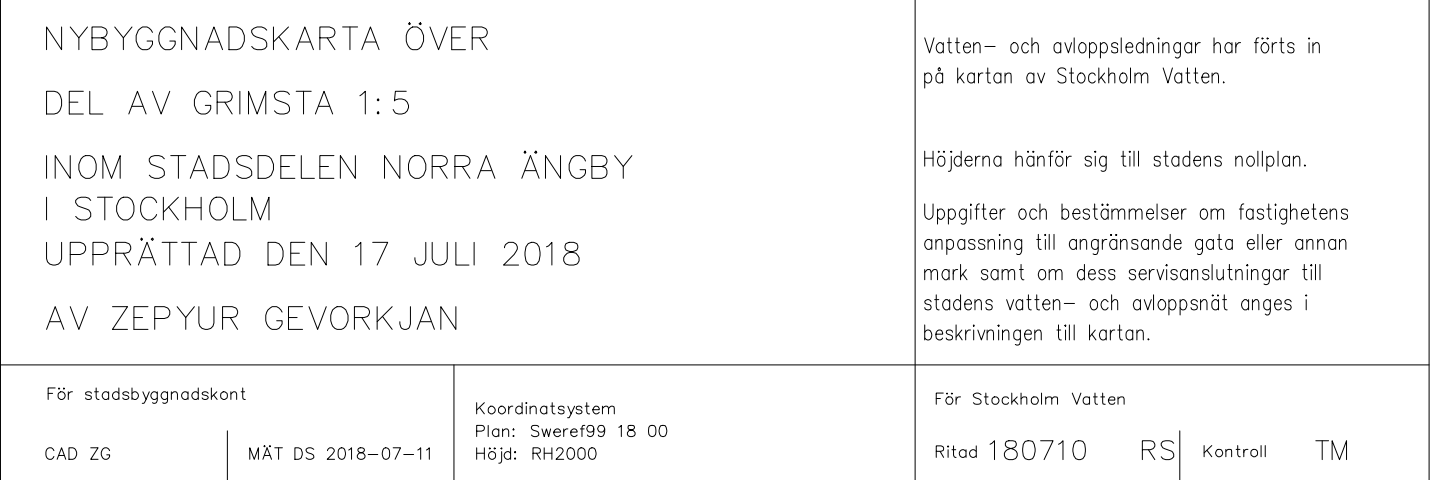 NYBYGGNADSKARTA ÖVER
DEL AV GRIMSTA 1:5
INOM STADSDELEN NORRA ÄNGBY
I STOCKHOLM
UPPRÄTTAD DEN 17 JULI 2018
AV ZEPYUR GEVORKJAN
Vatten- och avloppsledningar har förts in
på kartan av Stockholm Vatten.
Höjderna hänför sig till stadens nollplan.
Uppgifter och bestämmelser om fastighetens
anpassning till angränsande gata eller annan
mark samt om dess servisanslutningar till
stadens vatten- och avloppsnät anges i
beskrivningen till kartan.
För stadsbyggnadskont
CAD ZG
MÄT DS 2018-07-11
Koordinatsystem
Plan: Sweref99 18 00
Höjd: RH2000
För Stockholm Vatten
Ritad 180710 RS
Kontroll TM